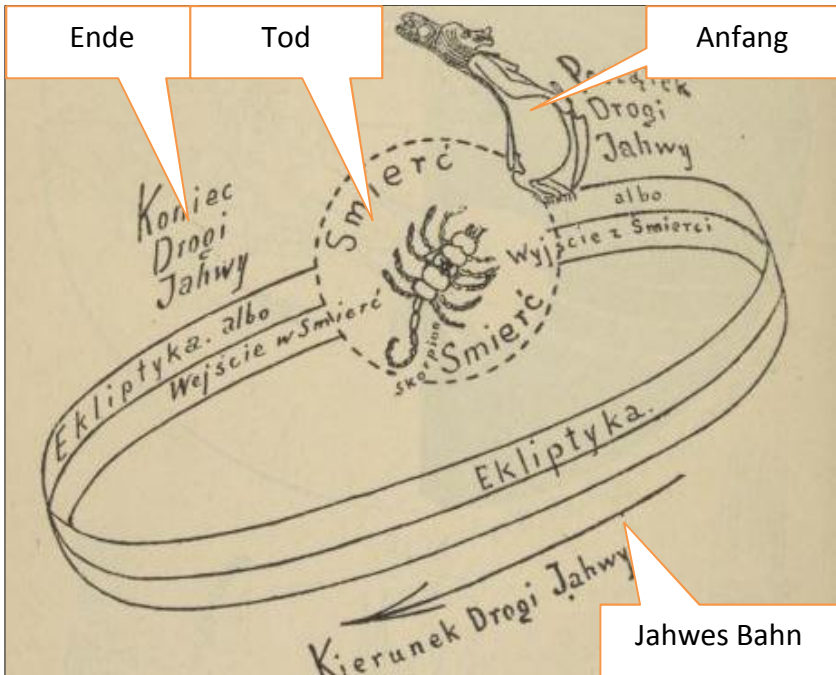 Ende
Tod
Anfang
Początek
Drogi
Jahwy
albo
Wyjście z Śmierci
Śmierć
Koniec
Drogi
Jahwy
Ekliptyka. albo
Wejście w Śmierć
Skorpion
Śmierć
Ekliptyka.
Kierunek Drogi Jahwy
Jahwes Bahn